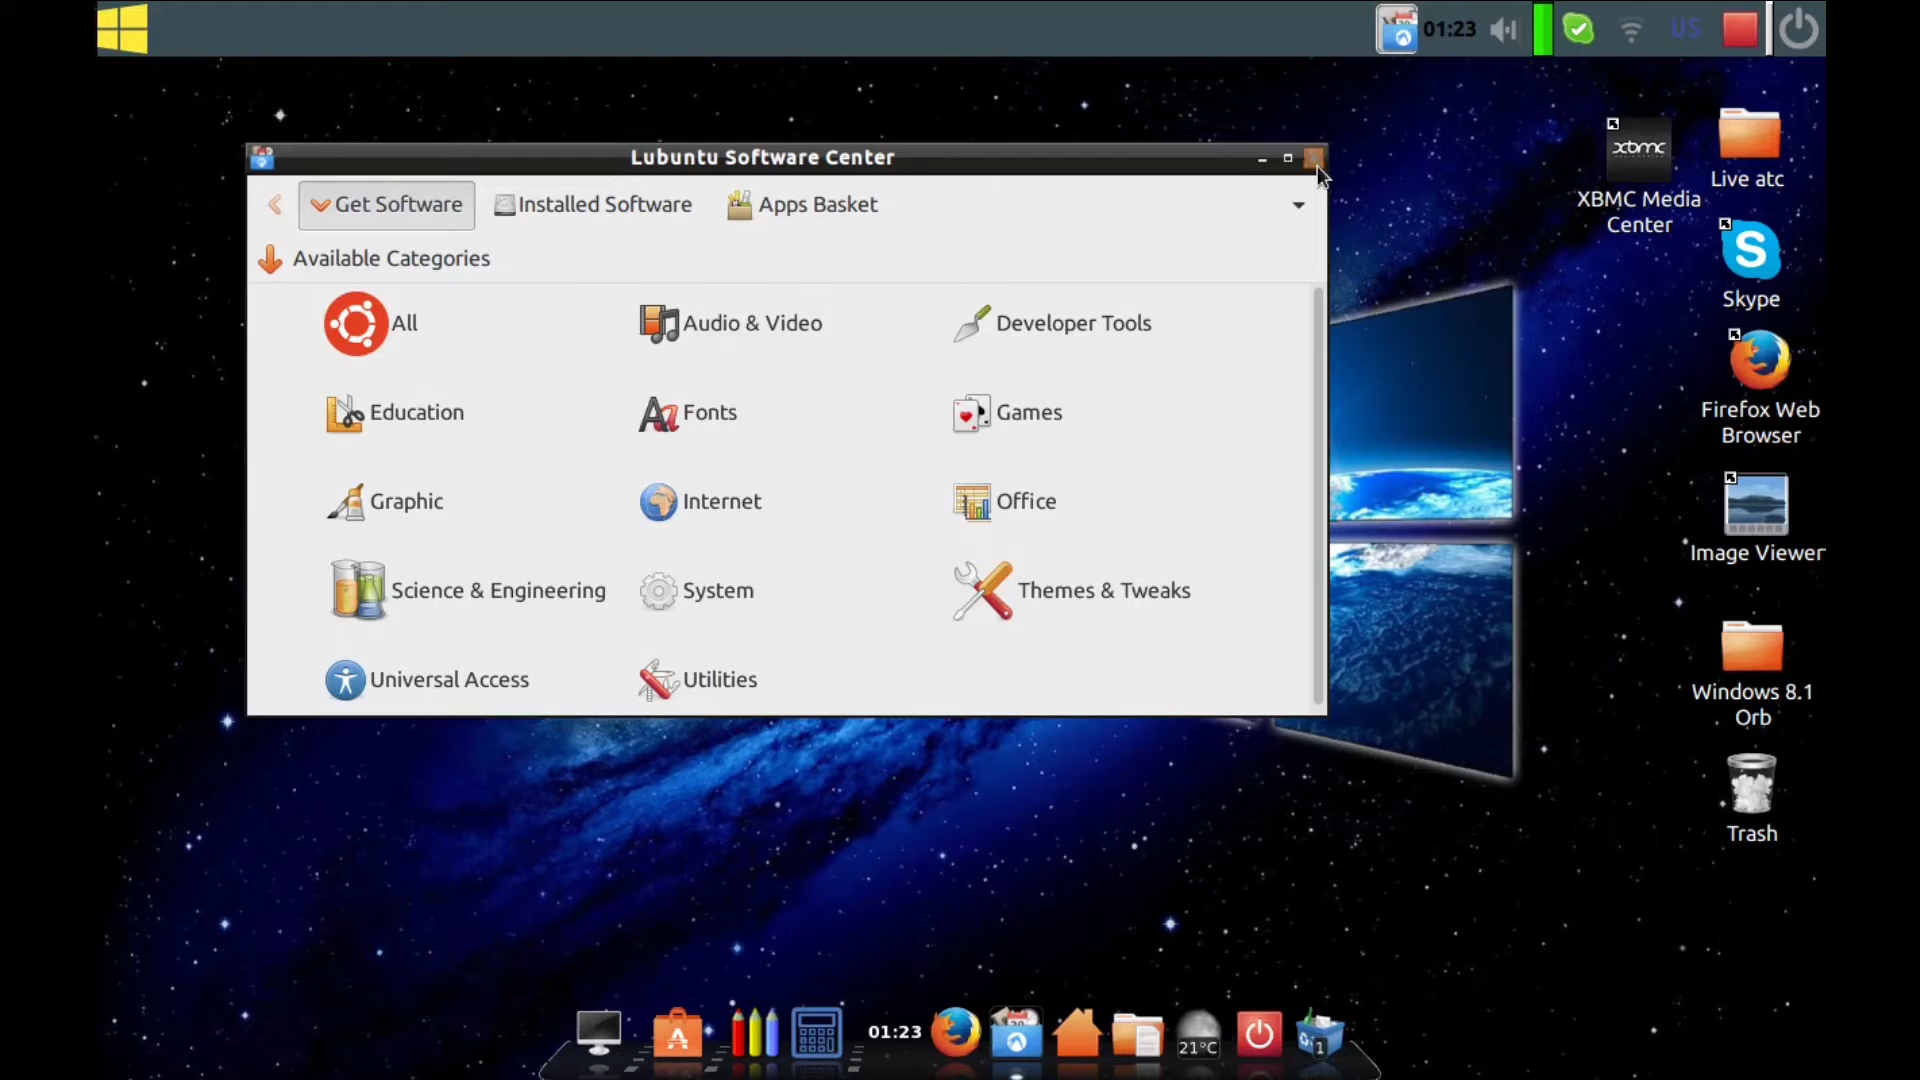 01:23
US
Lubuntu Software Center
Get Software
Installed Software
Apps Basket
Available Categories
All
Audio & Video
Developer Tools
Education
Fonts
Games
Graphic
Internet
Office
Science & Engineering
System
Themes & Tweaks
Universal Access
Utilities
xbmc
XBMC Media
Center
Live atc
S
Skype
Firefox Web
Browser
Image Viewer
Windows 8.1
Orb
Trash
01:23
21°C
1